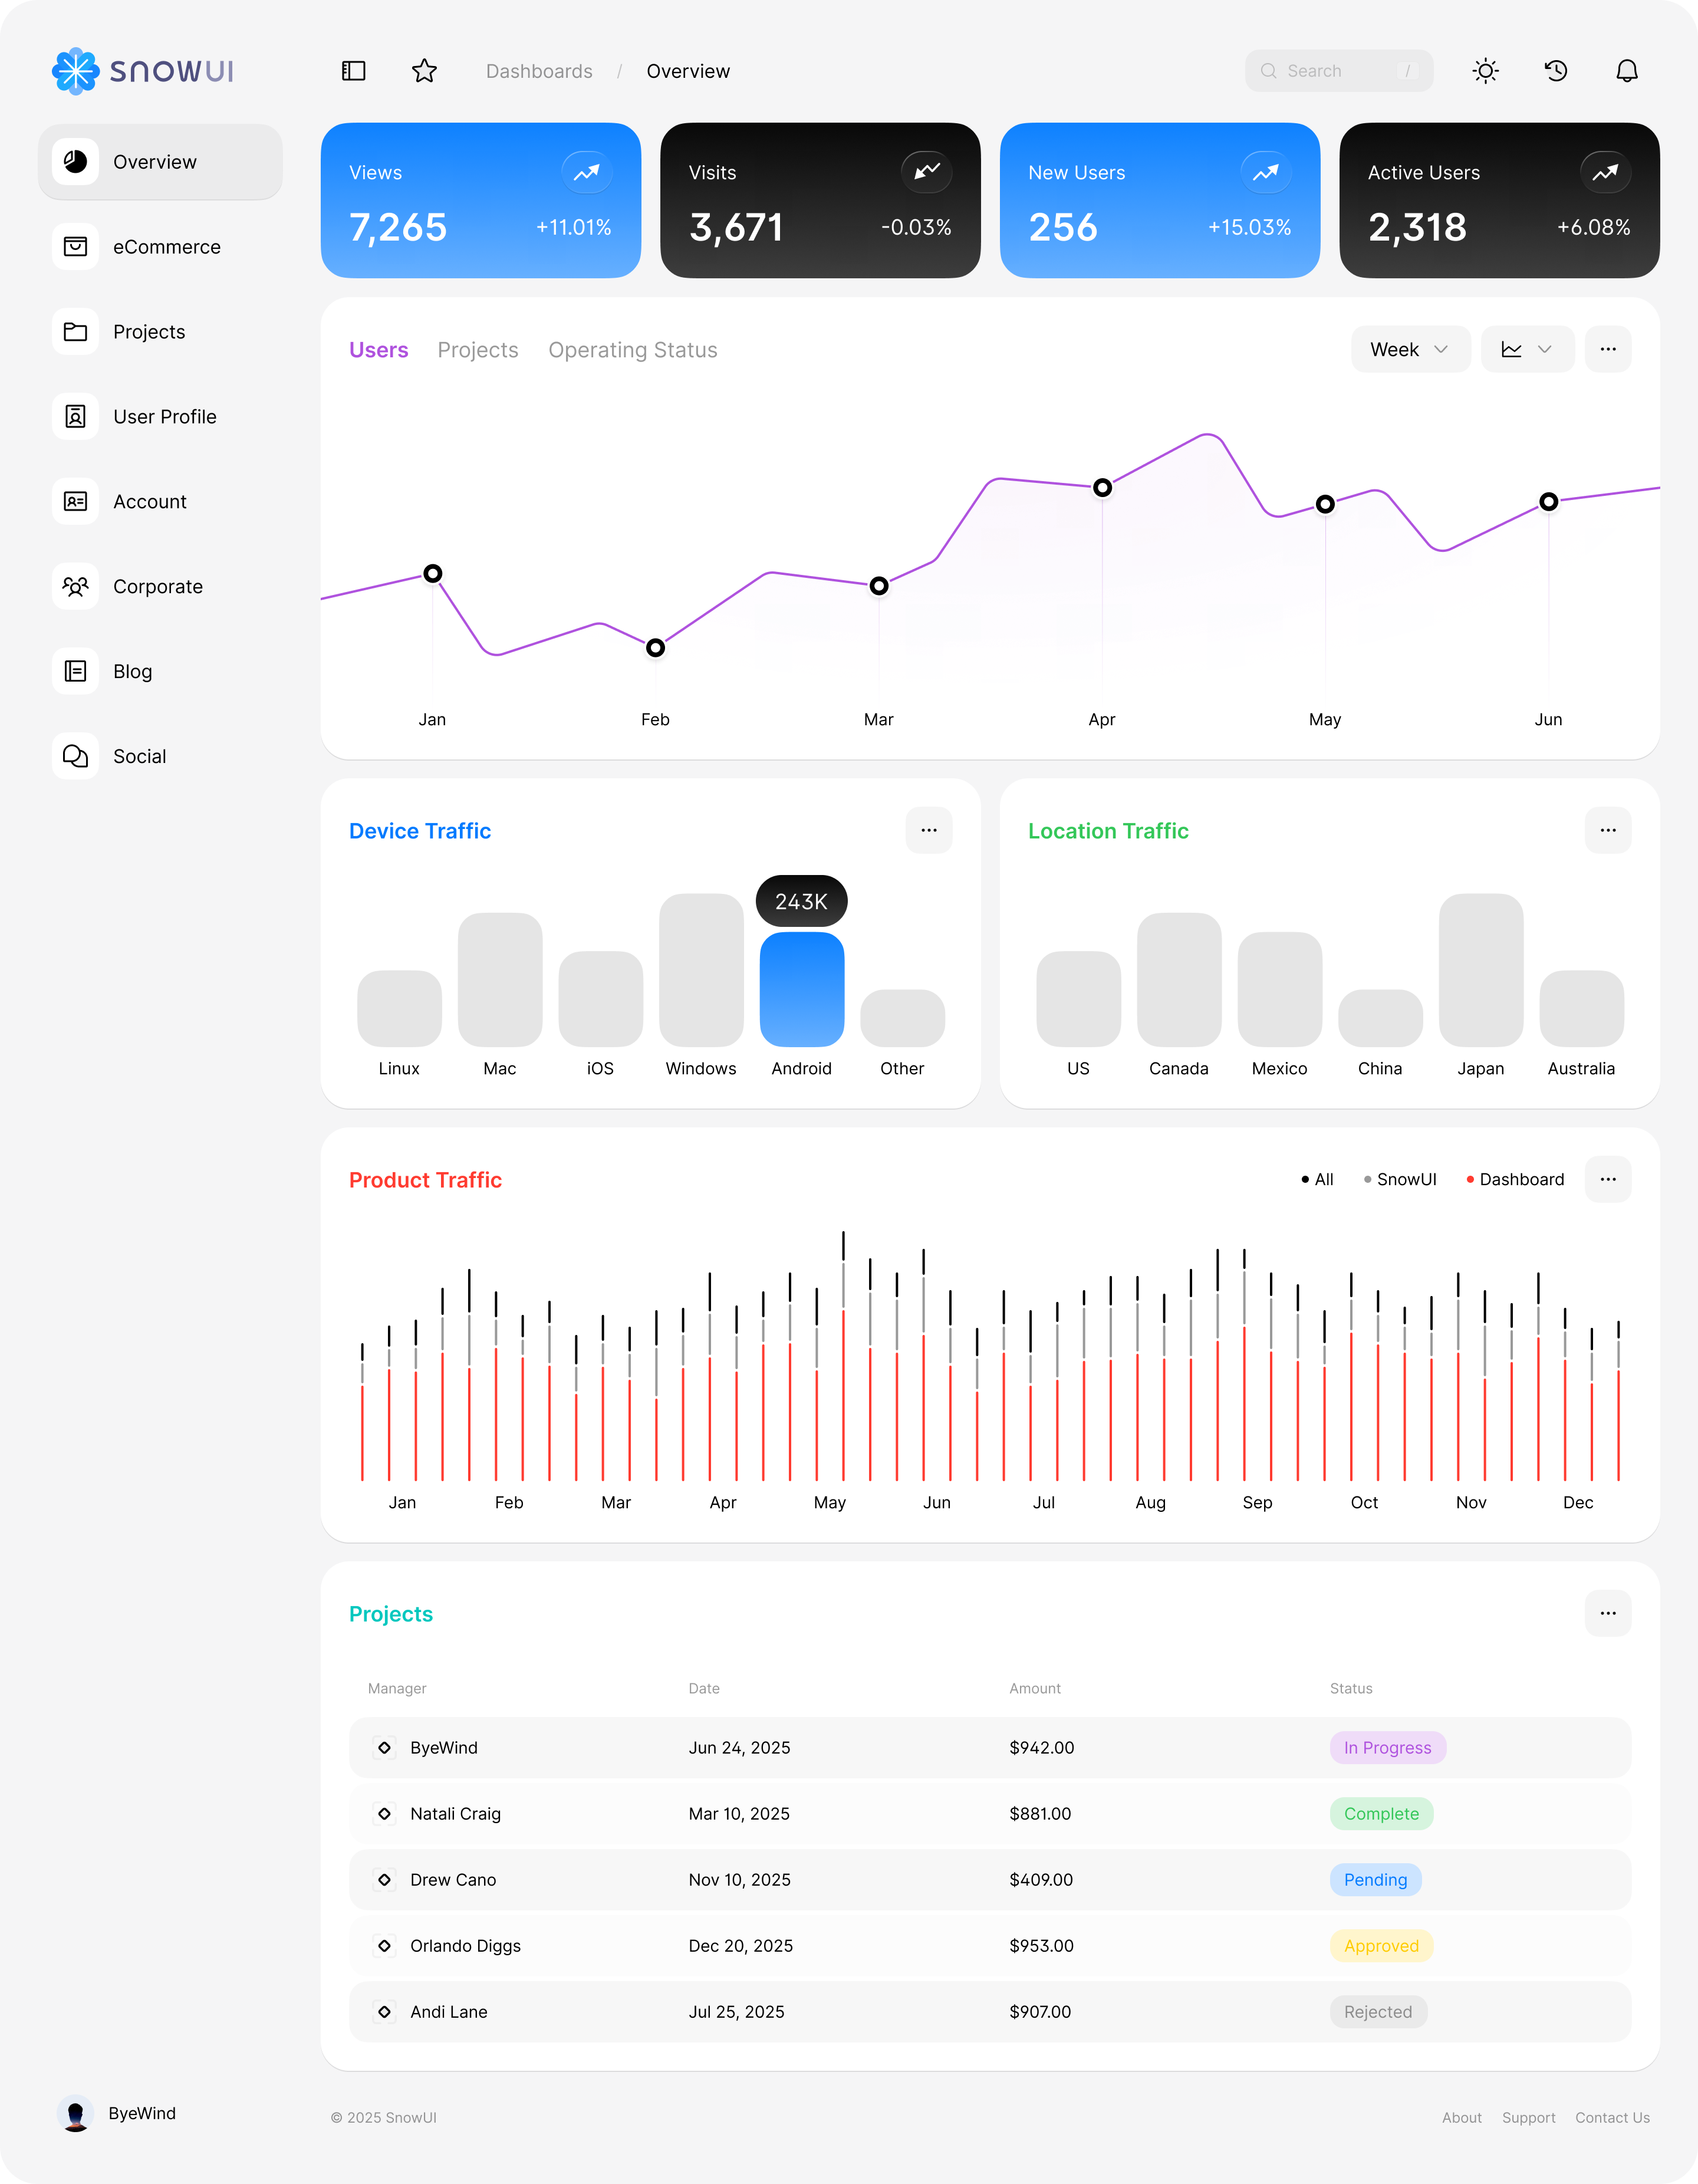 snowUI
Dashboards / Overview
Search /
Overview
eCommerce
Projects
User Profile
Account
Corporate
Blog
Social
Views
7,265 +11.01%
Visits
3,671 -0.03%
New Users
256 +15.03%
Active Users
2,318 +6.08%
Users Projects Operating Status
Week
Jan Feb Mar Apr May Jun
Device Traffic
243K
Linux Mac iOS Windows Android Other
Location Traffic
US Canada Mexico China Japan Australia
Product Traffic
All SnowUI Dashboard
Jan Feb Mar Apr May Jun Jul Aug Sep Oct Nov Dec
Projects
Manager Date Amount Status
ByeWind Jun 24, 2025 $942.00 In Progress
Natali Craig Mar 10, 2025 $881.00 Complete
Drew Cano Nov 10, 2025 $409.00 Pending
Orlando Diggs Dec 20, 2025 $953.00 Approved
Andi Lane Jul 25, 2025 $907.00 Rejected
ByeWind
© 2025 SnowUI
About Support Contact Us